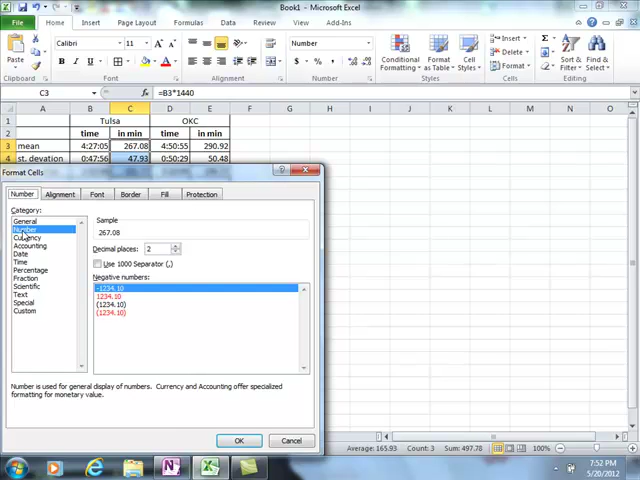 Book1 - Microsoft Excel
File Home Insert Page Layout Formulas Data Review View Add-Ins
Paste Calibri 11 A A Number Conditional Formatting Format as Table Cell Styles Insert Delete Format Sort & Filter Find & Select
B I U A $ % ,
Clipboard Font Alignment Number Styles Cells Editing
C3 fx =B3*1440
A B C D E F G H I J K L M N O
1 Tulsa OKC
2 time in min time in min
3 mean 4:27:05 267.08 4:50:55 290.92
4 st. devation 0:47:56 47.93 0:50:29 50.48
Format Cells
Number Alignment Font Border Fill Protection
Category:
General
Number
Currency
Accounting
Date
Time
Percentage
Fraction
Scientific
Text
Special
Custom
Sample
267.08
Decimal places: 2
Use 1000 Separator (,)
Negative numbers:
-1234.10
1234.10
(1234.10)
(1234.10)
Number is used for general display of numbers. Currency and Accounting offer specialized
formatting for monetary value.
OK Cancel
Average: 165.93 Count: 3 Sum: 497.78 100%
7:52 PM
5/20/2012